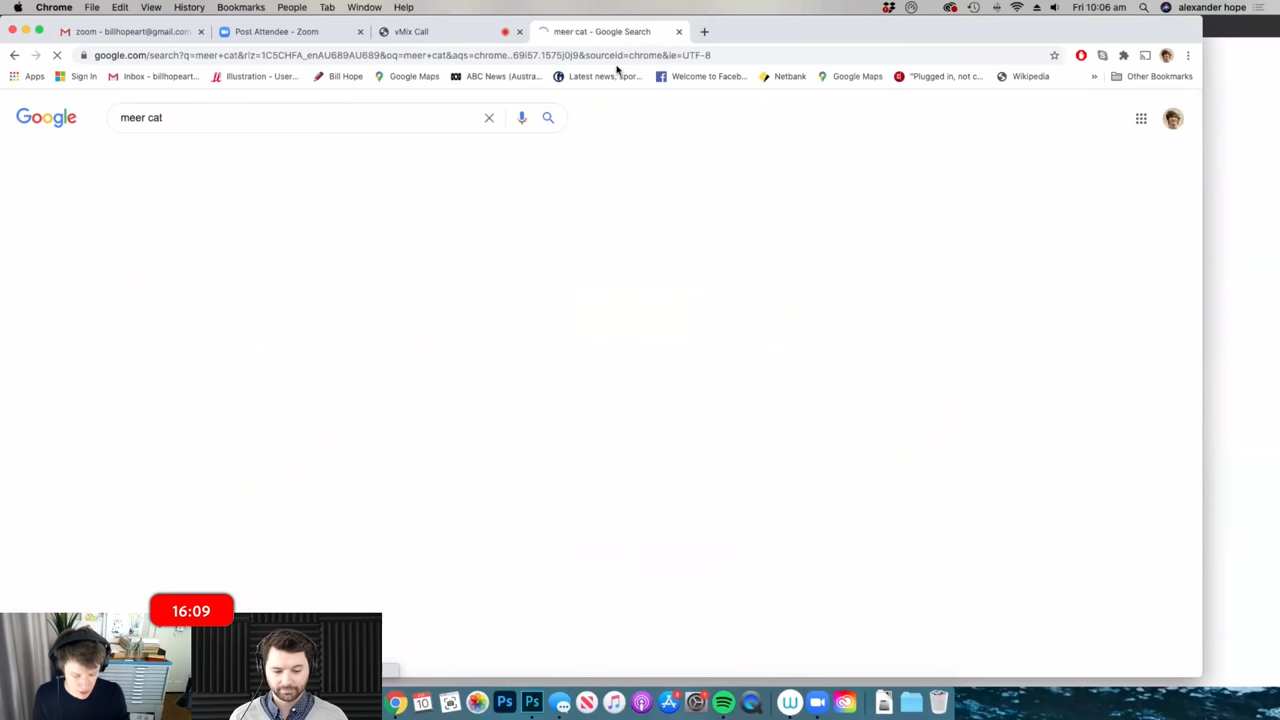 Chrome File Edit View History Bookmarks People Tab Window Help Fri 10:06 am alexander hope
zoom - billhopeart@gmail.com Post Attendee - Zoom vMix Call meer cat - Google Search
google.com/search?q=meer+cat&rlz=1C5CHFA_enAU689AU689&oq=meer+cat&aqs=chrome..69i57.1575j0j9&sourceid=chrome&ie=UTF-8
Apps Sign In Inbox - billhopeart... Illustration - User... Bill Hope Google Maps ABC News (Austra... Latest news, spor... Welcome to Faceb... Netbank Google Maps "Plugged in, not c... Wikipedia » Other Bookmarks
Google meer cat
16:09